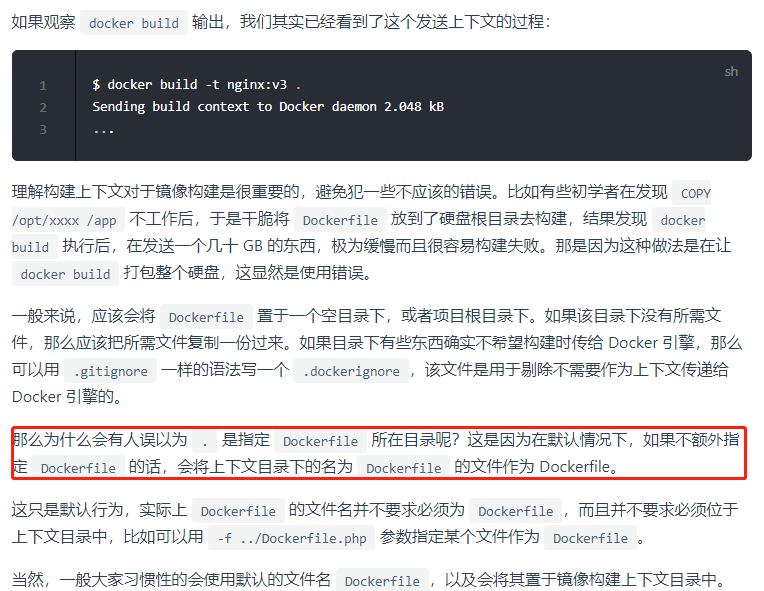 如果观察 docker build 输出，我们其实已经看到了这个发送上下文的过程：
sh
1 $ docker build -t nginx:v3 .
2 Sending build context to Docker daemon 2.048 kB
3 ...
理解构建上下文对于镜像构建是很重要的，避免犯一些不应该的错误。比如有些初学者在发现 COPY
/opt/xxxx /app 不工作后，于是干脆将 Dockerfile 放到了硬盘根目录去构建，结果发现 docker
build 执行后，在发送一个几十 GB 的东西，极为缓慢而且很容易构建失败。那是因为这种做法是在让
docker build 打包整个硬盘，这显然是使用错误。
一般来说，应该会将 Dockerfile 置于一个空目录下，或者项目根目录下。如果该目录下没有所需文
件，那么应该把所需文件复制一份过来。如果目录下有些东西确实不希望构建时传给 Docker 引擎，那么
可以用 .gitignore 一样的语法写一个 .dockerignore，该文件是用于剔除不需要作为上下文传递给
Docker 引擎的。
那么为什么会有人误以为 . 是指定 Dockerfile 所在目录呢？这是因为在默认情况下，如果不额外指
定 Dockerfile 的话，会将上下文目录下的名为 Dockerfile 的文件作为 Dockerfile。
这只是默认行为，实际上 Dockerfile 的文件名并不要求必须为 Dockerfile，而且并不要求必须位于
上下文目录中，比如可以用 -f ../Dockerfile.php 参数指定某个文件作为 Dockerfile。
当然，一般大家习惯性的会使用默认的文件名 Dockerfile，以及会将其置于镜像构建上下文目录中。